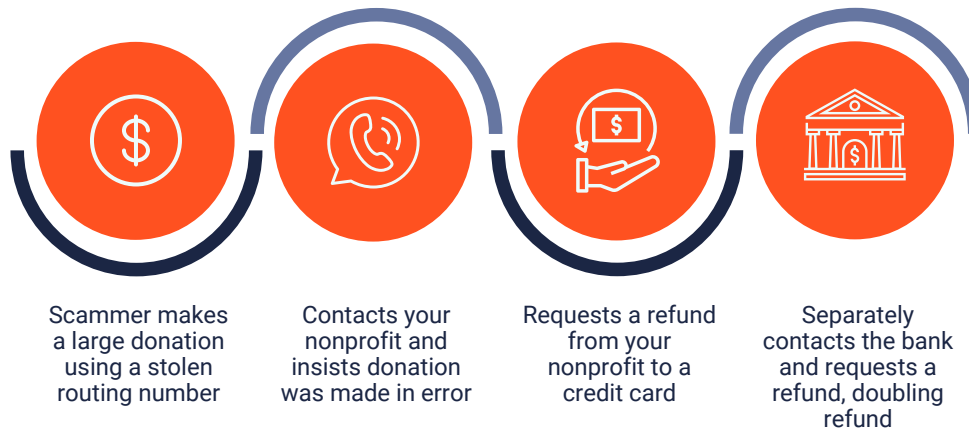 $
$
$
Scammer makes
a large donation
using a stolen
routing number
Contacts your
nonprofit and
insists donation
was made in error
Requests a refund
from your
nonprofit to a
credit card
Separately
contacts the bank
and requests a
refund, doubling
refund